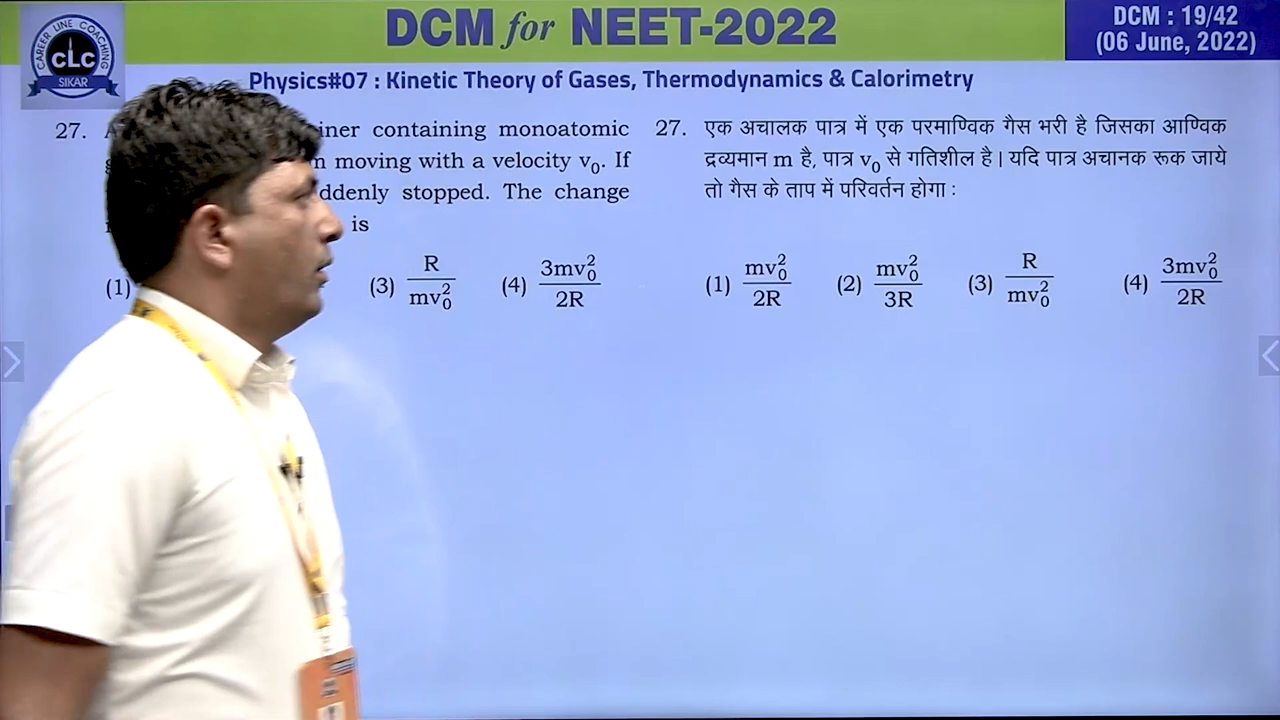 CAREER LINE COACHING
CLC
SIKAR
DCM for NEET-2022
DCM : 19/42
(06 June, 2022)
Physics#07 : Kinetic Theory of Gases, Thermodynamics & Calorimetry
27. containing monoatomic
moving with a velocity v₀. If
stopped. The change
is
(1)
(3) R/mv₀²
(4) 3mv₀²/2R
27. एक अचालक पात्र में एक परमाण्विक गैस भरी है जिसका आण्विक
द्रव्यमान m है, पात्र v₀ से गतिशील है। यदि पात्र अचानक रूक जाये
तो गैस के ताप में परिवर्तन होगा :
(1) mv₀²/2R (2) mv₀²/3R (3) R/mv₀² (4) 3mv₀²/2R